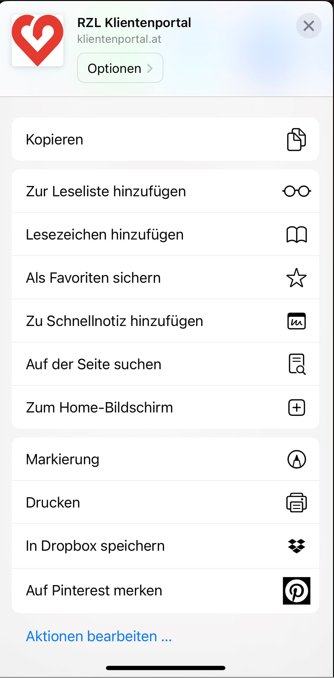 RZL Klientenportal
klientenportal.at
Optionen
Kopieren
Zur Leseliste hinzufügen
Lesezeichen hinzufügen
Als Favoriten sichern
Zu Schnellnotiz hinzufügen
Auf der Seite suchen
Zum Home-Bildschirm
Markierung
Drucken
In Dropbox speichern
Auf Pinterest merken
Aktionen bearbeiten ...